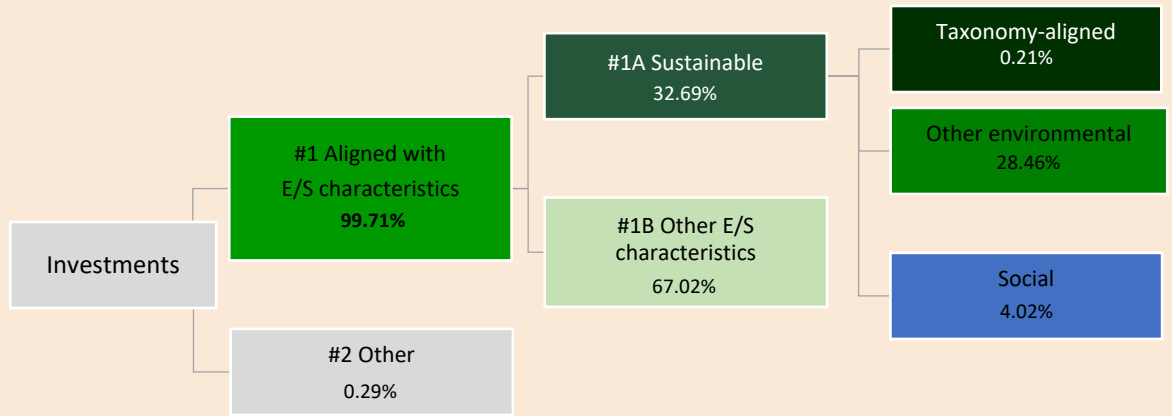 Investments
#1 Aligned with
E/S characteristics
99.71%
#2 Other
0.29%
#1A Sustainable
32.69%
#1B Other E/S
characteristics
67.02%
Taxonomy-aligned
0.21%
Other environmental
28.46%
Social
4.02%